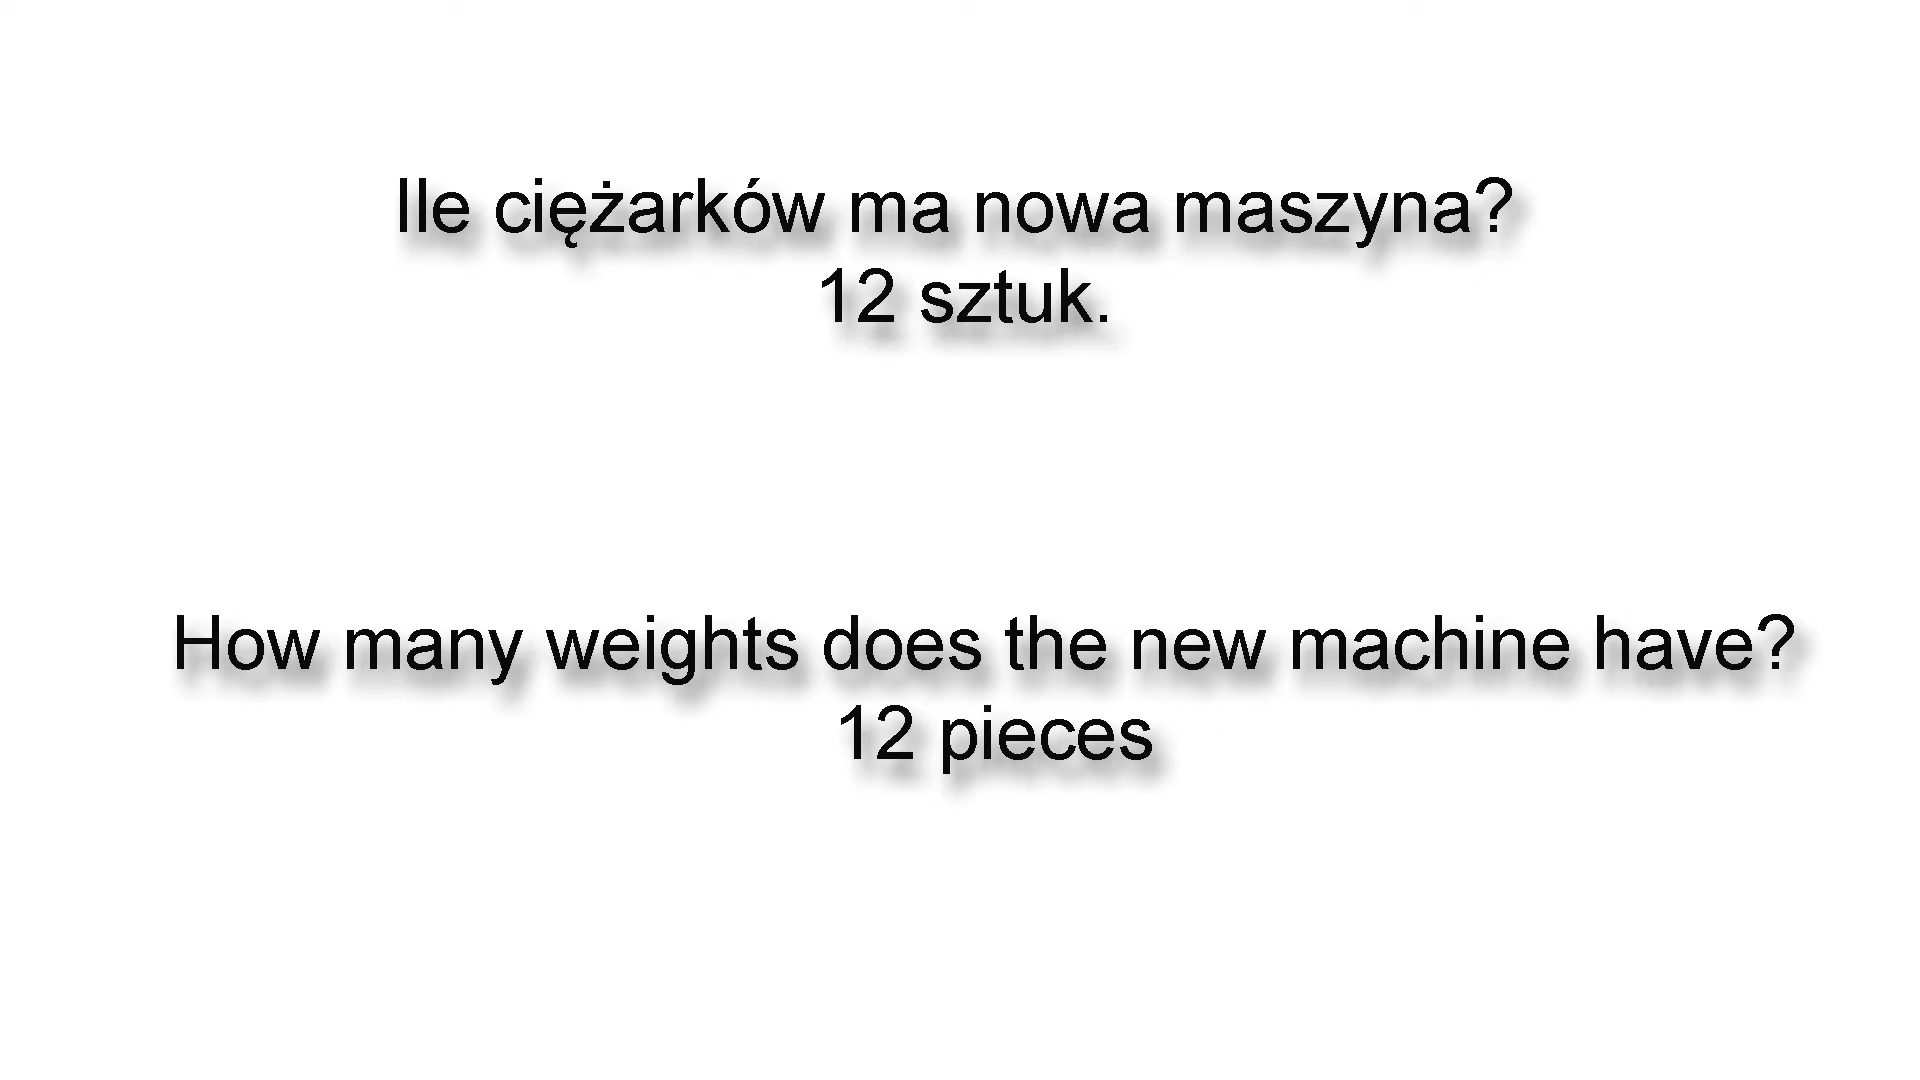 Ile ciężarków ma nowa maszyna?
12 sztuk.
How many weights does the new machine have?
12 pieces